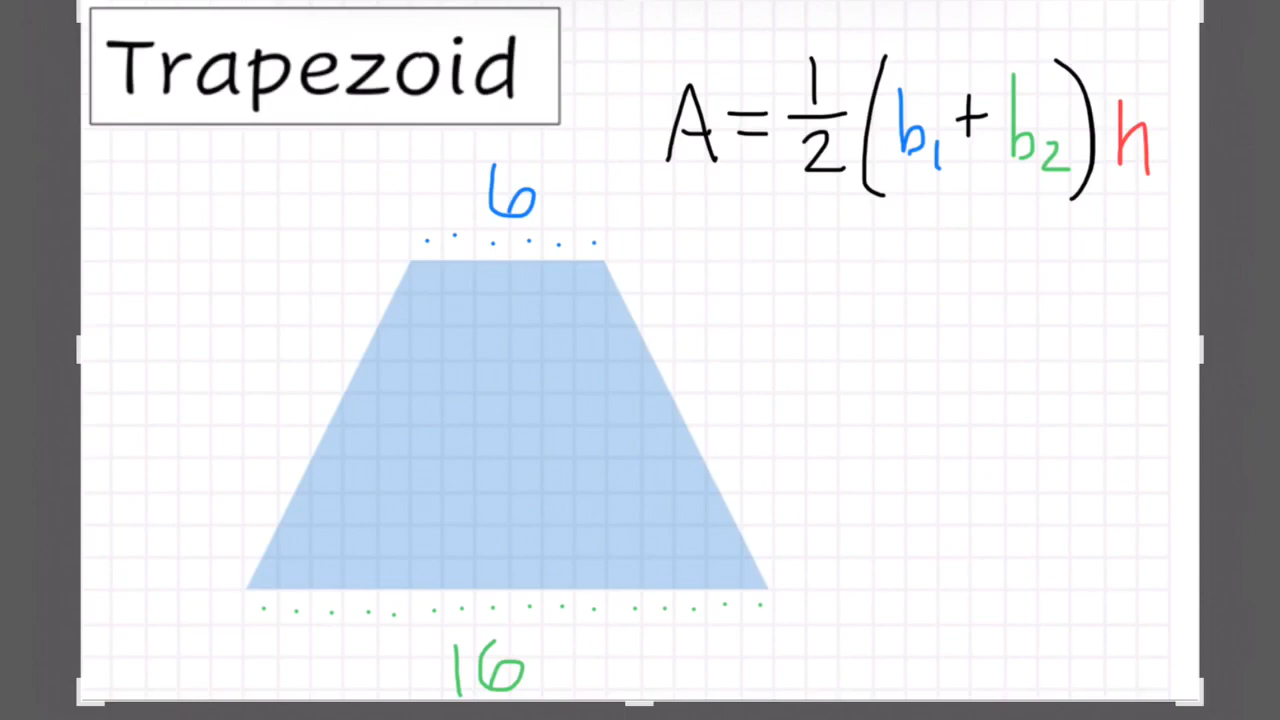 Trapezoid
A = 1/2 (b₁ + b₂) h
6
16